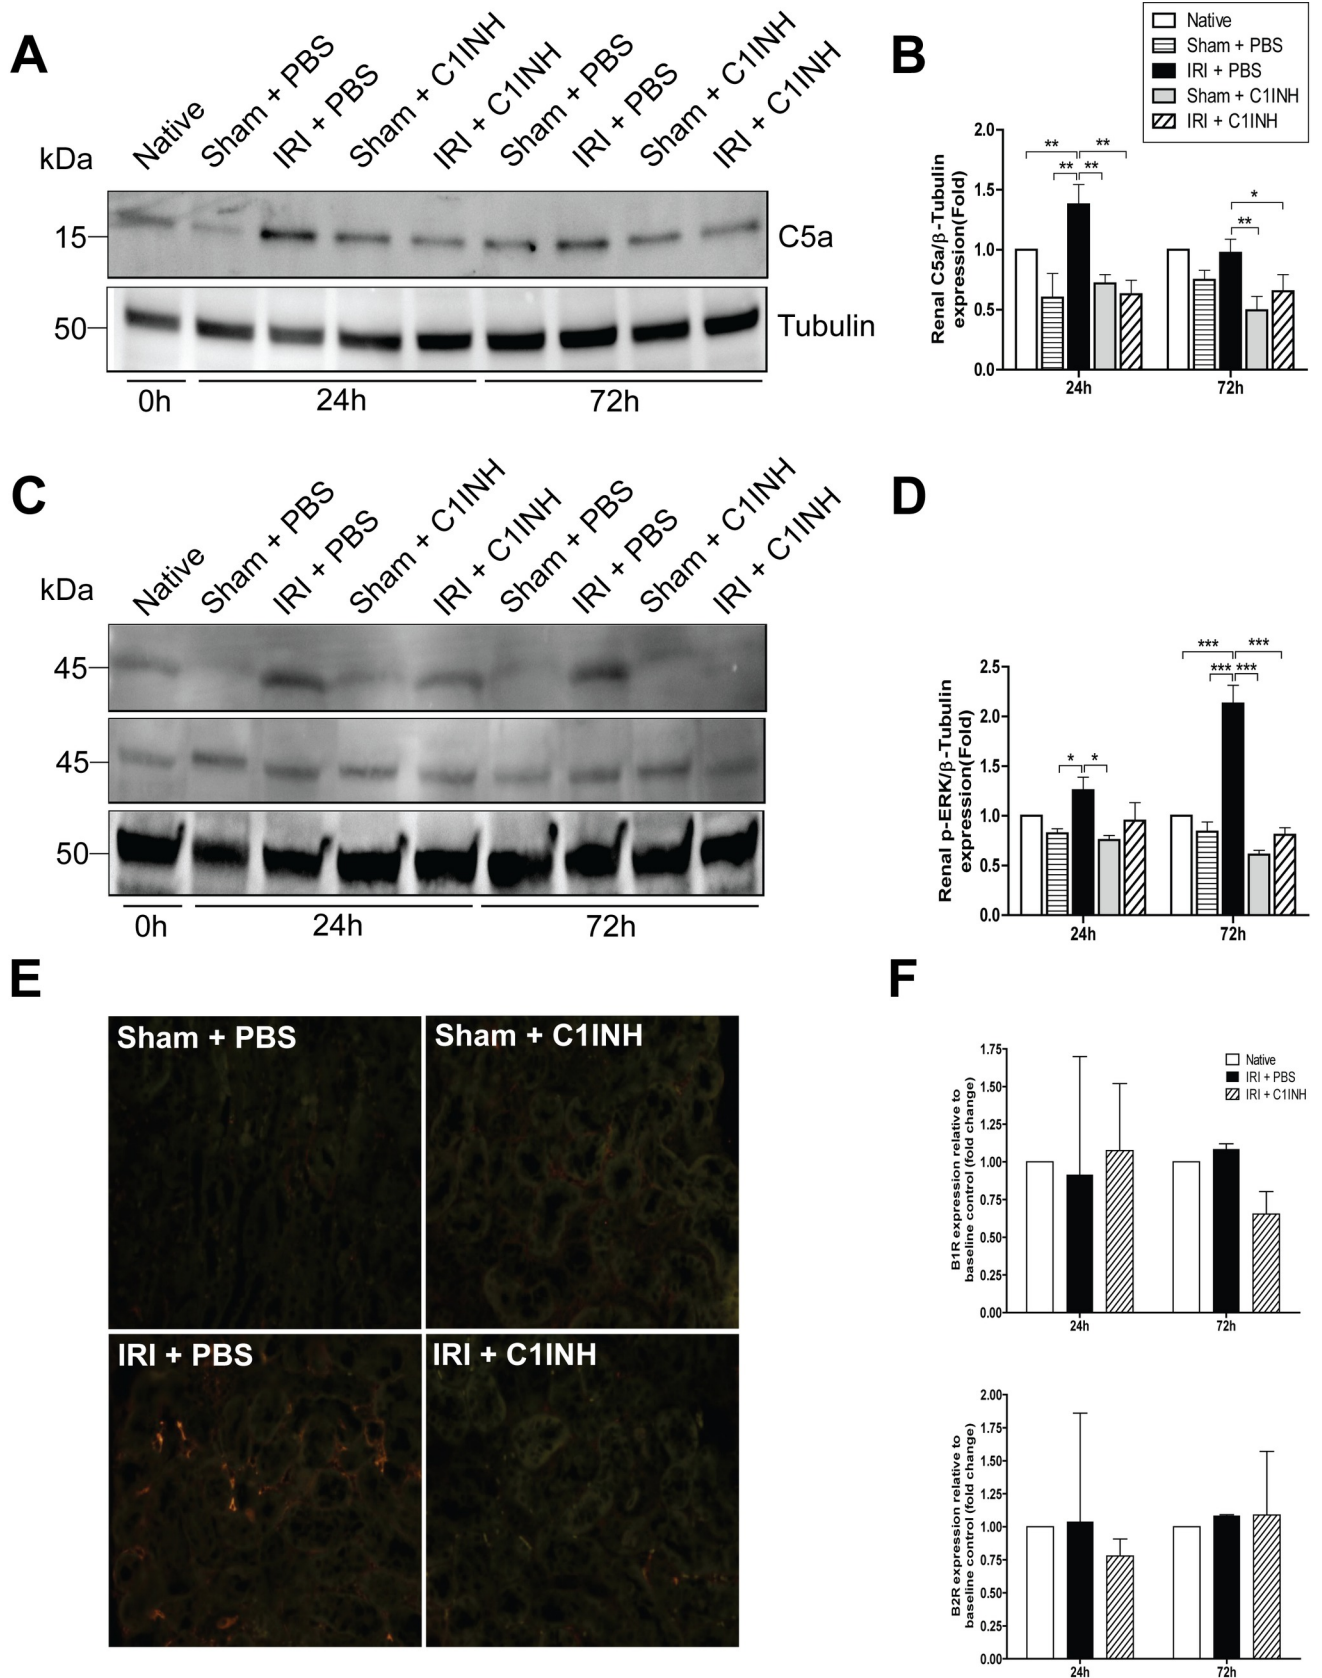 A
kDa
Native
Sham + PBS
IRI + PBS
Sham + C1INH
IRI + C1INH
Sham + PBS
IRI + PBS
Sham + C1INH
IRI + C1INH
15
C5a
50
Tubulin
0h
24h
72h
B
Native
Sham + PBS
IRI + PBS
Sham + C1INH
IRI + C1INH
Renal C5a/β-Tubulin
expression(Fold)
2.0
1.5
1.0
0.5
0.0
** **
** **
*
**
24h
72h
C
kDa
Native
Sham + PBS
IRI + PBS
Sham + C1INH
IRI + C1INH
Sham + PBS
IRI + PBS
Sham + C1INH
IRI + C1INH
45
45
50
0h
24h
72h
D
Renal p-ERK/β-Tubulin
expression(Fold)
2.5
2.0
1.5
1.0
0.5
0.0
* *
*** ***
*** ***
24h
72h
E
Sham + PBS
Sham + C1INH
IRI + PBS
IRI + C1INH
F
B1R expression relative to
baseline control (fold change)
1.75
1.50
1.25
1.00
0.75
0.50
0.25
0.00
Native
IRI + PBS
IRI + C1INH
24h
72h
B2R expression relative to
baseline control (fold change)
2.00
1.75
1.50
1.25
1.00
0.75
0.50
0.25
0.00
24h
72h